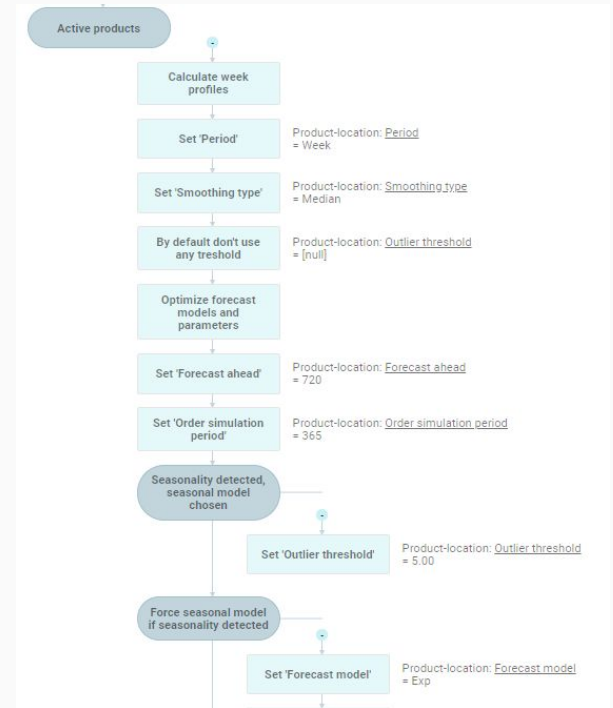 Active products
-
Calculate week
profiles
Set 'Period'
Product-location: Period
= Week
Set 'Smoothing type'
Product-location: Smoothing type
= Median
By default don't use
any treshold
Product-location: Outlier threshold
= [null]
Optimize forecast
models and
parameters
Set 'Forecast ahead'
Product-location: Forecast ahead
= 720
Set 'Order simulation
period'
Product-location: Order simulation period
= 365
Seasonality detected,
seasonal model
chosen
-
Set 'Outlier threshold'
Product-location: Outlier threshold
= 5.00
Force seasonal model
if seasonality detected
-
Set 'Forecast model'
Product-location: Forecast model
= Exp